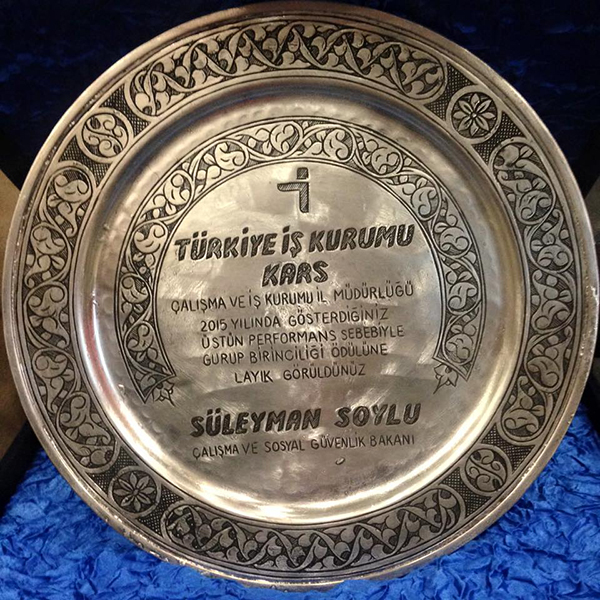 TÜRKİYE İŞ KURUMU
KARS
ÇALIŞMA VE İŞ KURUMU İL MÜDÜRLÜĞÜ
2015 YILINDA GÖSTERDİĞİNİZ
ÜSTÜN PERFORMANS SEBEBİYLE
GURUP BİRİNCİLİĞİ ÖDÜLÜNE
LAYIK GÖRÜLDÜNÜZ
SÜLEYMAN SOYLU
ÇALIŞMA VE SOSYAL GÜVENLİK BAKANI